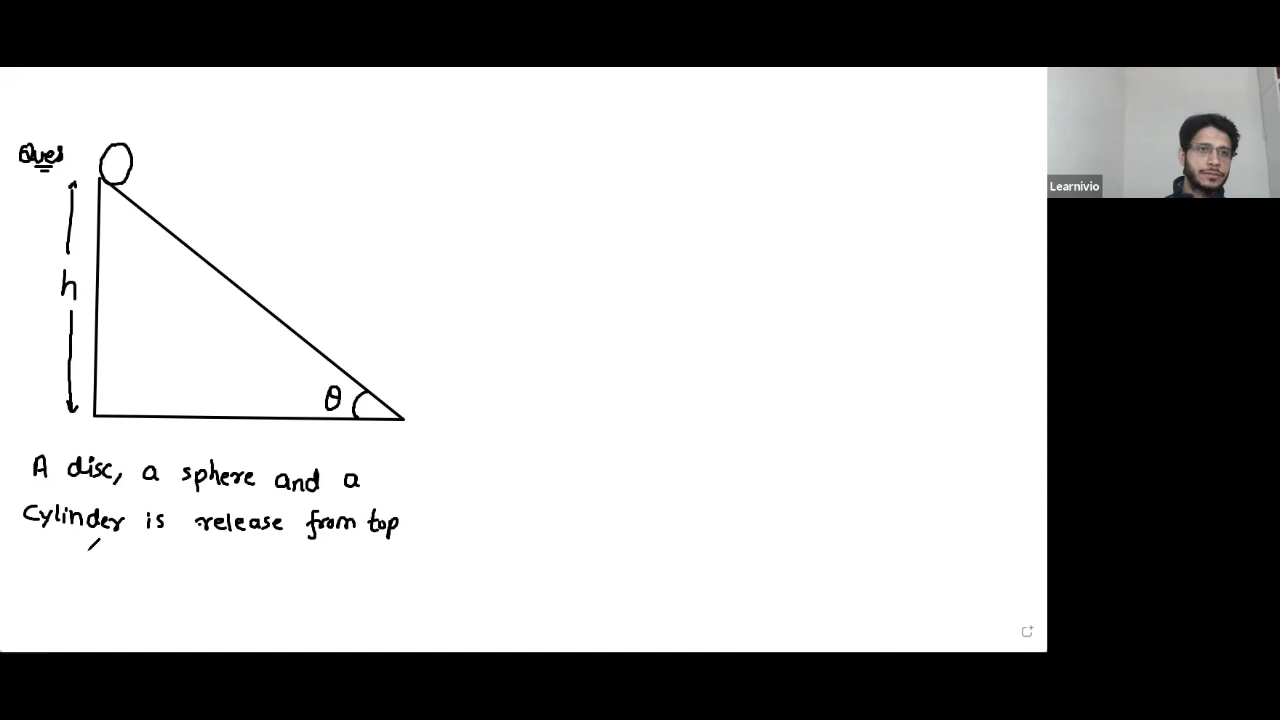 Ques
h
θ
A disc, a sphere and a
cylinder is release from top
Learnivio